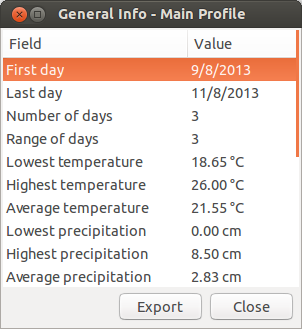 General Info - Main Profile
Field Value
First day 9/8/2013
Last day 11/8/2013
Number of days 3
Range of days 3
Lowest temperature 18.65 °C
Highest temperature 26.00 °C
Average temperature 21.55 °C
Lowest precipitation 0.00 cm
Highest precipitation 8.50 cm
Average precipitation 2.83 cm
Export Close